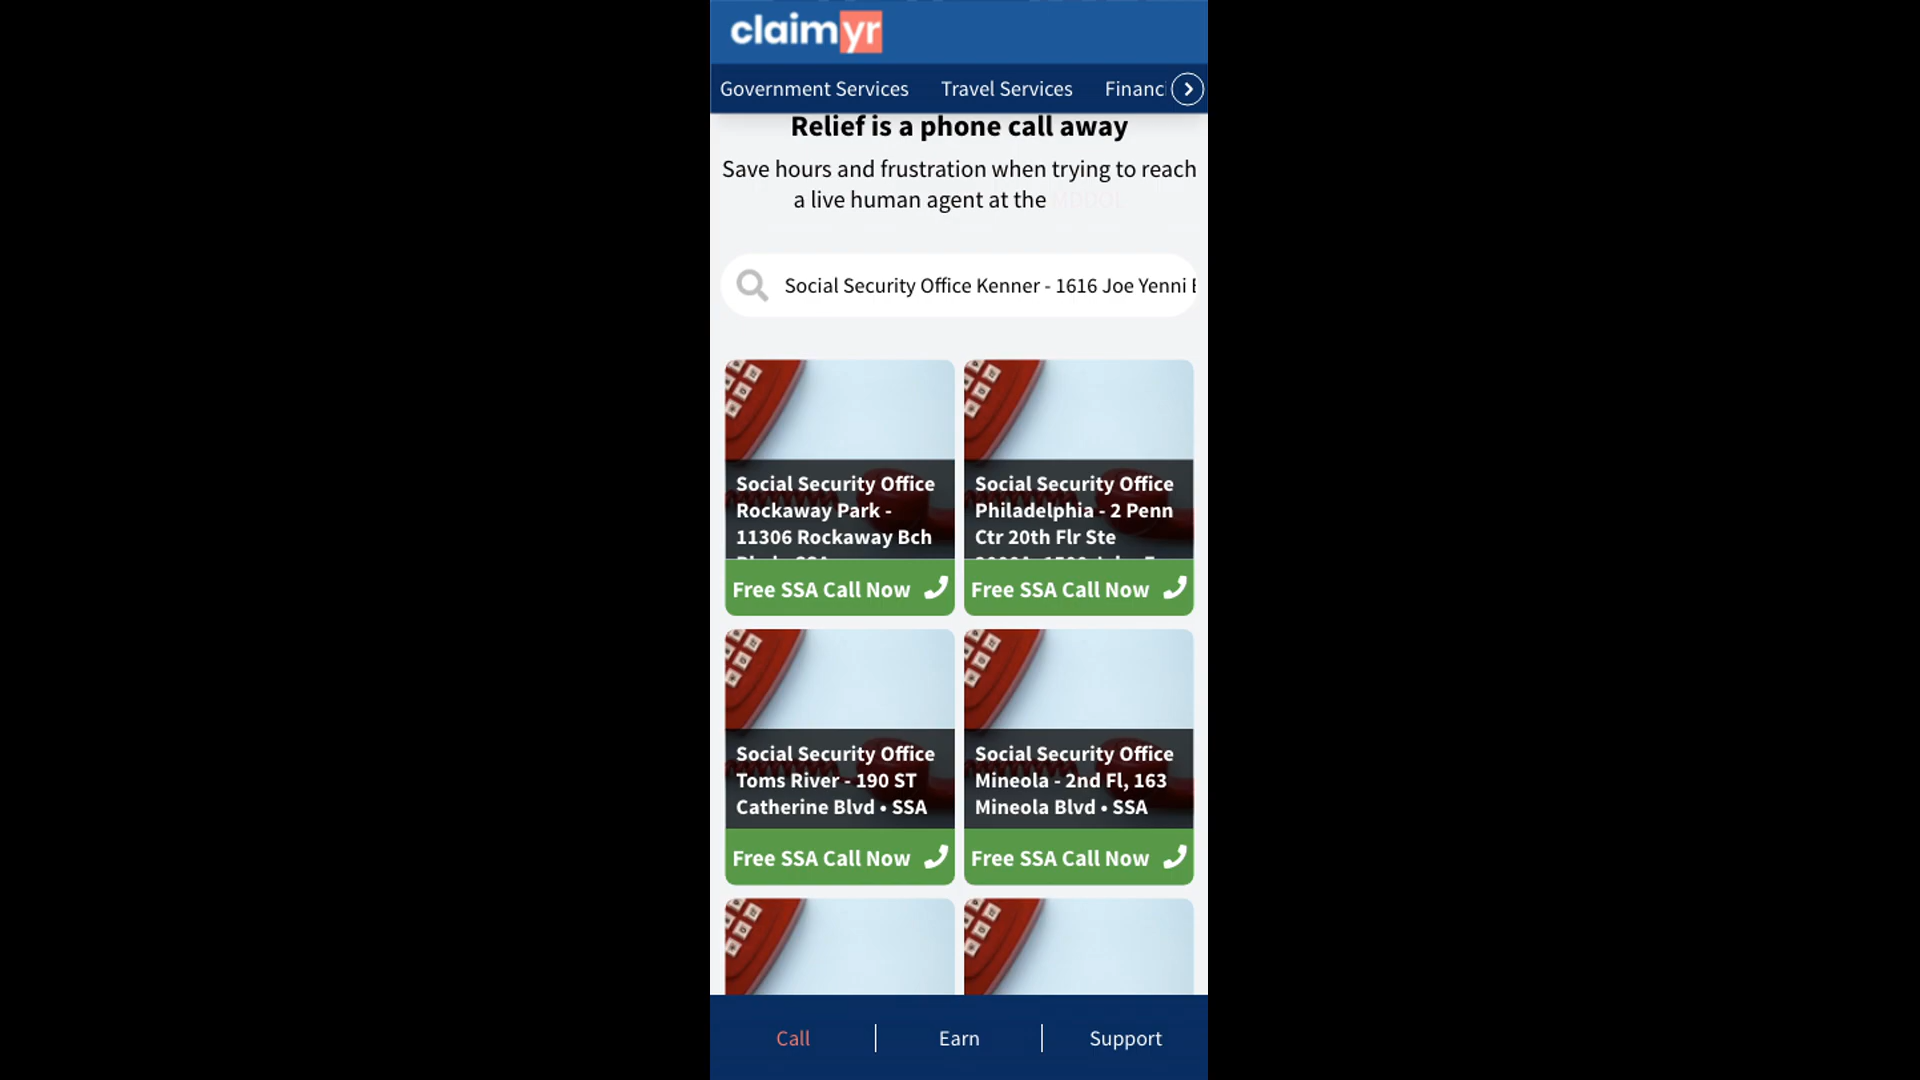 claimyr
Government Services
Travel Services
Financi
Relief is a phone call away
Save hours and frustration when trying to reach
a live human agent at the MDDOL
Social Security Office Kenner - 1616 Joe Yenni
Social Security Office
Rockaway Park -
11306 Rockaway Bch
Free SSA Call Now
Social Security Office
Philadelphia - 2 Penn
Ctr 20th Flr Ste
Free SSA Call Now
Social Security Office
Toms River - 190 ST
Catherine Blvd • SSA
Free SSA Call Now
Social Security Office
Mineola - 2nd Fl, 163
Mineola Blvd • SSA
Free SSA Call Now
Call
Earn
Support